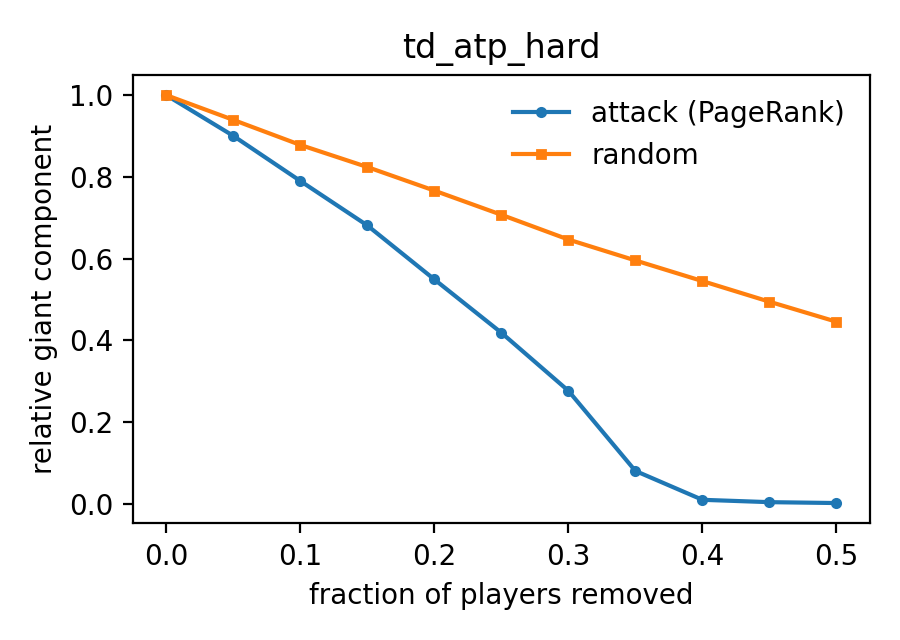 td_atp_hard
attack (PageRank)
random
relative giant component
1.0
0.8
0.6
0.4
0.2
0.0
0.0 0.1 0.2 0.3 0.4 0.5
fraction of players removed